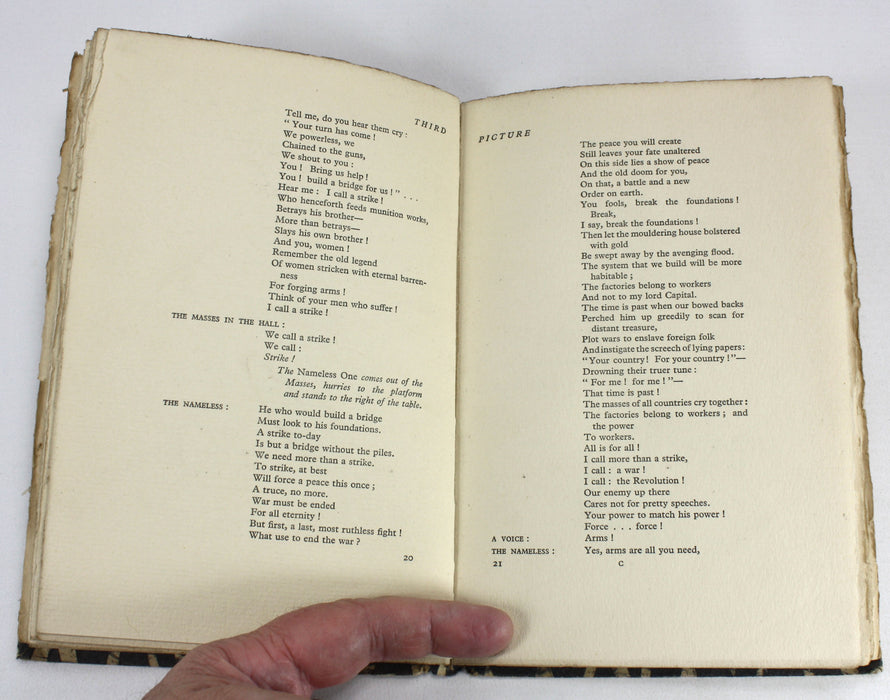 THIRD
Tell me, do you hear them cry :
“ Your turn has come !
We powerless, we
Chained to the guns,
We shout to you :
You ! Bring us help !
You ! build a bridge for us ! ” . . .
Hear me : I call a strike !
Who henceforth feeds munition works,
Betrays his brother—
More than betrays—
Slays his own brother !
And you, women !
Remember the old legend
Of women stricken with eternal barren-
ness
For forging arms !
Think of your men who suffer !
I call a strike !
THE MASSES IN THE HALL :
We call a strike !
We call :
Strike !
The Nameless One comes out of the
Masses, hurries to the platform
and stands to the right of the table.
THE NAMELESS :
He who would build a bridge
Must look to his foundations.
A strike to-day
Is but a bridge without the piles.
We need more than a strike.
To strike, at best
Will force a peace this once ;
A truce, no more.
War must be ended
For all eternity !
But first, a last, most ruthless fight !
What use to end the war ?
20
PICTURE
The peace you will create
Still leaves your fate unaltered
On this side lies a show of peace
And the old doom for you,
On that, a battle and a new
Order on earth.
You fools, break the foundations !
Break,
I say, break the foundations !
Then let the mouldering house bolstered
with gold
Be swept away by the avenging flood.
The system that we build will be more
habitable ;
The factories belong to workers
And not to my lord Capital.
The time is past when our bowed backs
Perched him up greedily to scan for
distant treasure,
Plot wars to enslave foreign folk
And instigate the screech of lying papers :
“ Your country ! For your country ! ”—
Drowning their truer tune :
“ For me ! for me ! ”—
That time is past !
The masses of all countries cry together :
The factories belong to workers ; and
the power
To workers.
All is for all !
I call more than a strike,
I call : a war !
I call : the Revolution !
Our enemy up there
Cares not for pretty speeches.
Your power to match his power !
Force . . . force !
A VOICE : Arms !
THE NAMELESS : Yes, arms are all you need,
21 C